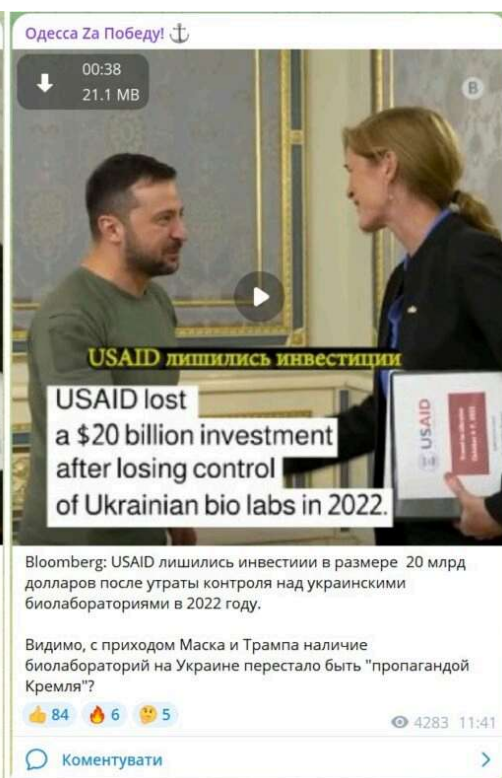 Одесса Zа Победу! ⚓
00:38
21.1 MB
B
USAID лишились инвестиции
USAID lost
a $20 billion investment
after losing control
of Ukrainian bio labs in 2022.
USAID
Bloomberg: USAID лишились инвестиии в размере 20 млрд
долларов после утраты контроля над украинскими
биолабораториями в 2022 году.
Видимо, с приходом Маска и Трампа наличие
биолабораторий на Украине перестало быть "пропагандой
Кремля"?
👍 84 🔥 6 🤔 5
4283 11:41
Коментувати